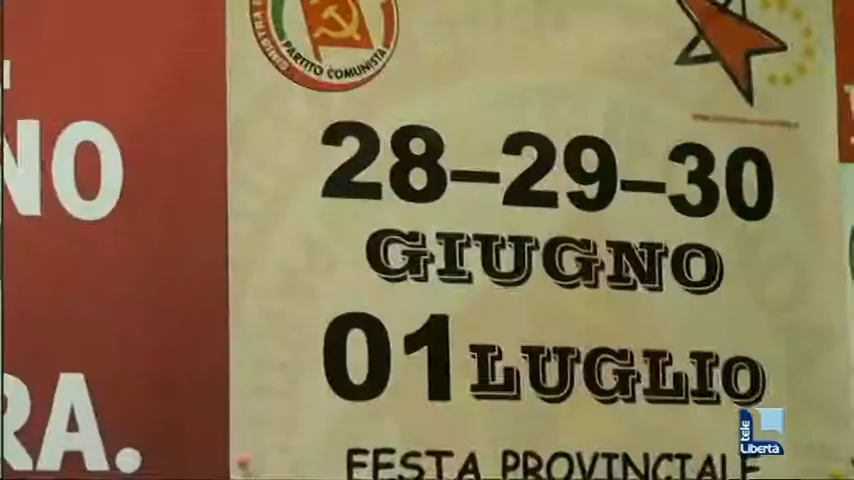 PARTITO COMUNISTA
28-29-30
GIUGNO
01 LUGLIO
FESTA PROVINCIALE
NO
RA.
tele
Libertà